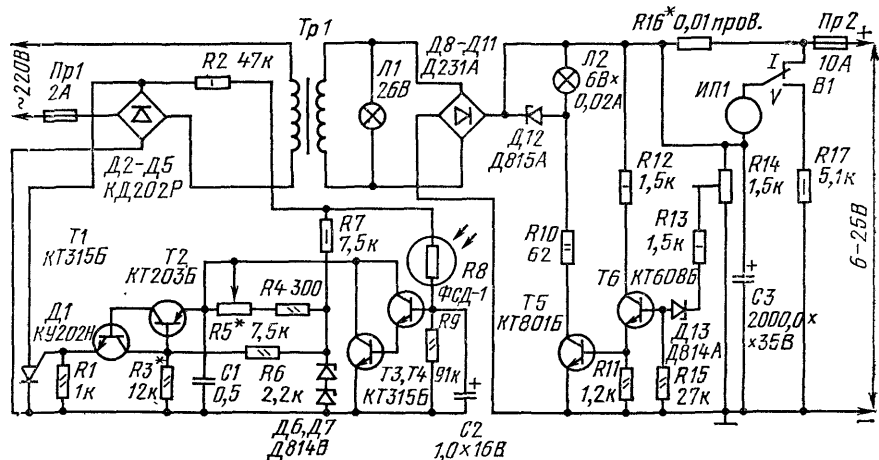 ~220В
Пр1
2А
R2 47к
Д2-Д5
КД202Р
Тр1
Л1
26В
Д8-Д11
Д231А
Л2
6В×
0,02А
Д12
Д815А
R16* 0,01 пров.
Пр2
+
10А
I
V
В1
ИП1
R12
1,5к
R14
1,5к
R17
5,1к
R13
1,5к
6-25В
R7
7,5к
R8
ФСД-1
R10
62
Т1
КТ315Б
Т2
КТ203Б
R4 300
R5*
7,5к
Д1
КУ202Н
R1
1к
R3*
12к
С1
0,5
R6
2,2к
Д6,Д7
Д814В
Т3,Т4
КТ315Б
R9
91к
+
С2
1,0×16В
Т5
КТ801Б
Т6
КТ608Б
Д13
Д814А
R11
1,2к
R15
27к
+
С3
2000,0×
×35В
−